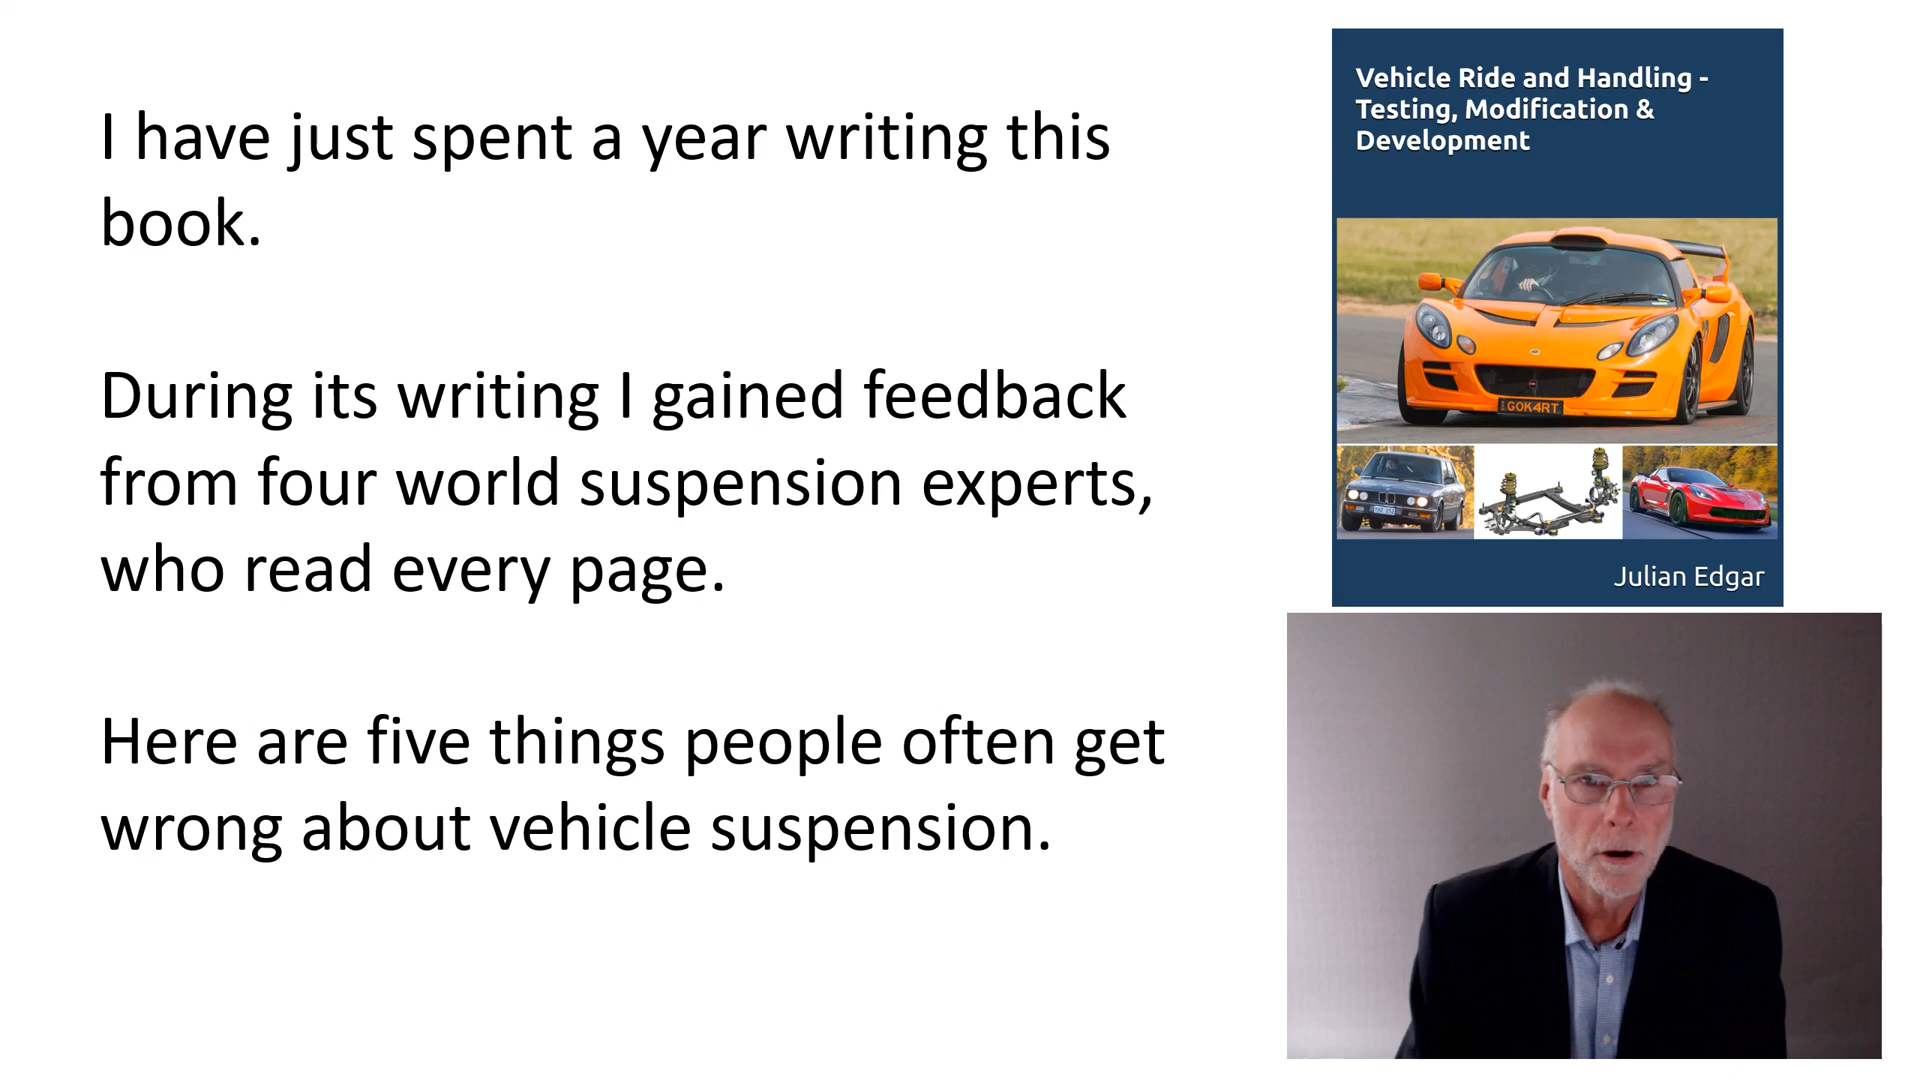 I have just spent a year writing this
book.
During its writing I gained feedback
from four world suspension experts,
who read every page.
Here are five things people often get
wrong about vehicle suspension.
Vehicle Ride and Handling -
Testing, Modification &
Development
GOK4RT
Julian Edgar